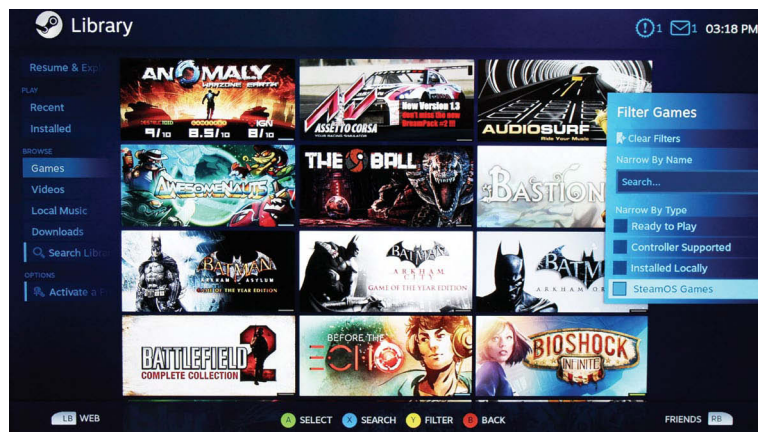 Library
1
1
03:18 PM
Resume &
PLAY
Recent
Installed
BROWSE
Games
Videos
Local Music
Downloads
Search
OPTIONS
Activate a
ANOMALY
WARZONE EARTH
9/10
8.5/10
IGN
8/10
New Version 1.3
Don't miss the new
DreamPack #2 !!!
ASSETTO CORSA
YOUR RACING SIMULATOR
AUDIOSURF
Ride Your Music
AWESOMENAUTS
THE BALL
BASTION
BATMAN
ARKHAM ASYLUM
GAME OF THE YEAR EDITION
BATMAN
ARKHAM
CITY
GAME OF THE YEAR EDITION
BATM
ARKHAM
BATTLEFIELD
2
COMPLETE COLLECTION
BEFORE THE
ECHO
BIOSHOCK
INFINITE
Filter Games
Clear Filters
Narrow By Name
Search...
Narrow By Type
Ready to Play
Controller Supported
Installed Locally
SteamOS Games
LB WEB
A SELECT X SEARCH Y FILTER B BACK
FRIENDS RB